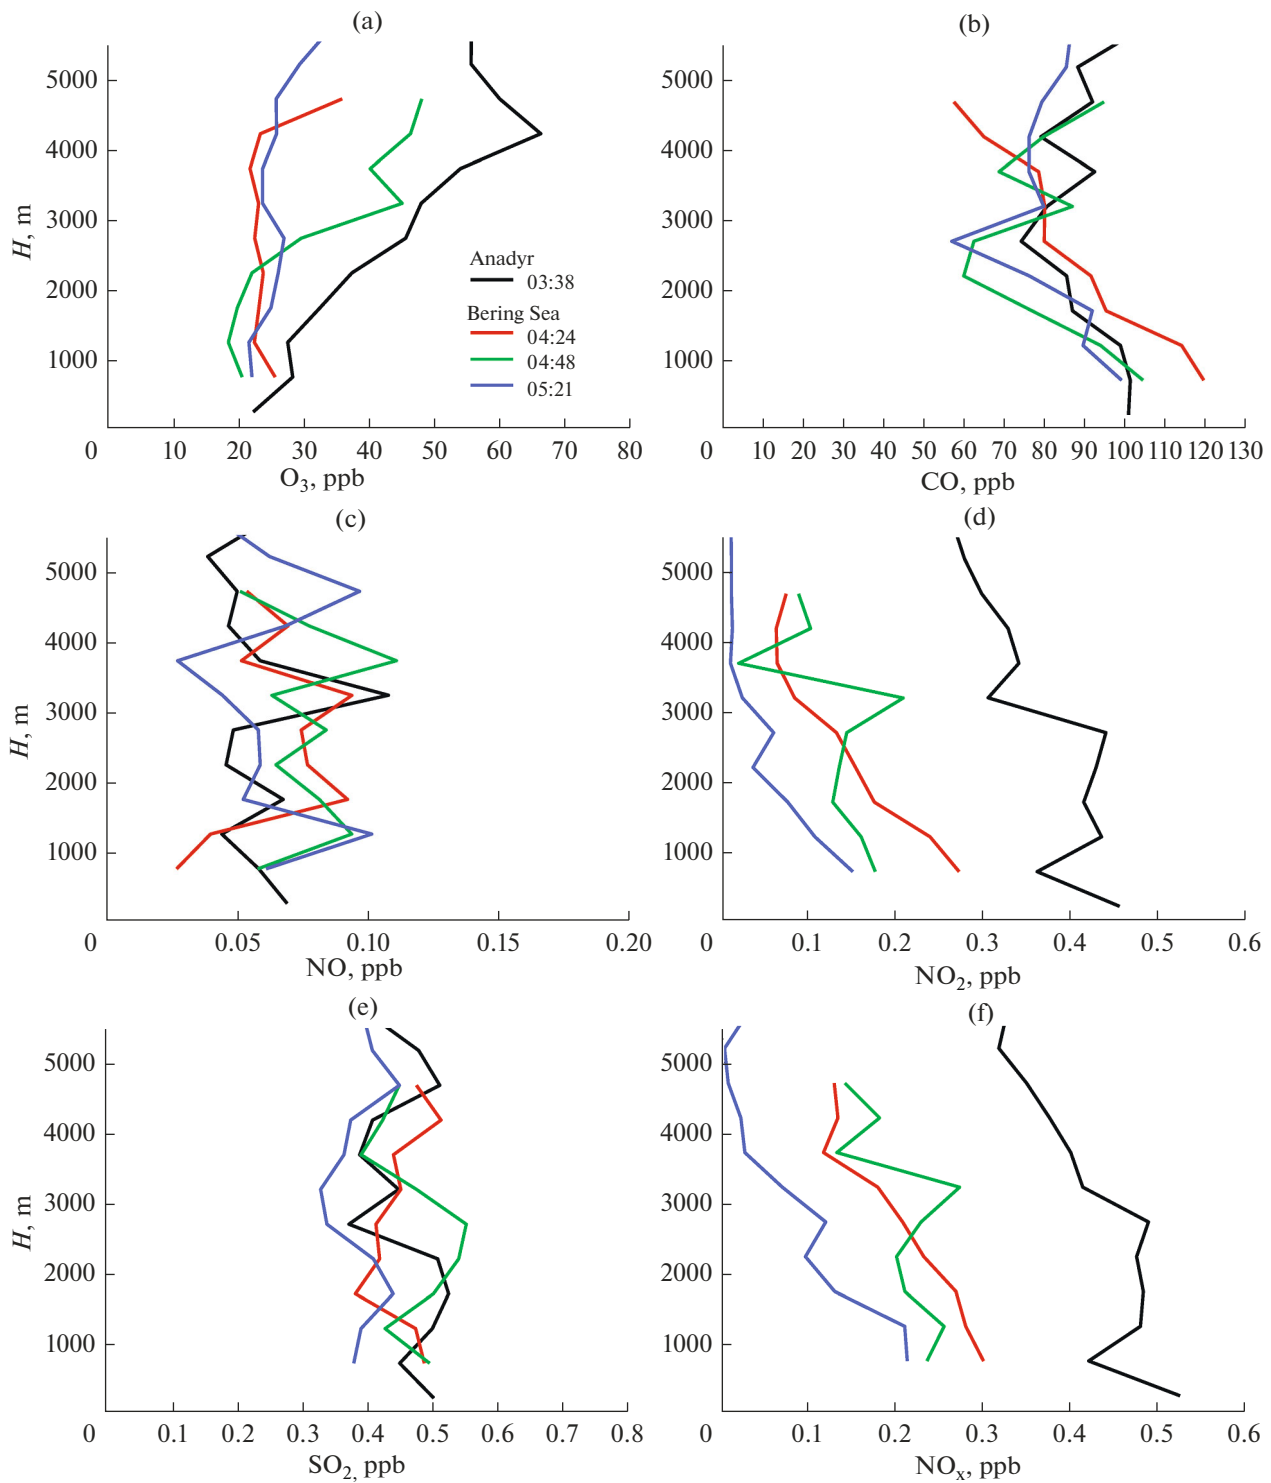 (a)
5000
4000
3000
2000
1000
0
H, m
10 20 30 40 50 60 70 80
O3, ppb
Anadyr
03:38
Bering Sea
04:24
04:48
05:21
(b)
5000
4000
3000
2000
1000
0
10 20 30 40 50 60 70 80 90 100 110 120 130
CO, ppb
(c)
5000
4000
3000
2000
1000
0
H, m
0.05 0.10 0.15 0.20
NO, ppb
(d)
5000
4000
3000
2000
1000
0
0.1 0.2 0.3 0.4 0.5 0.6
NO2, ppb
(e)
5000
4000
3000
2000
1000
0
H, m
0.1 0.2 0.3 0.4 0.5 0.6 0.7 0.8
SO2, ppb
(f)
5000
4000
3000
2000
1000
0
0.1 0.2 0.3 0.4 0.5 0.6
NOx, ppb